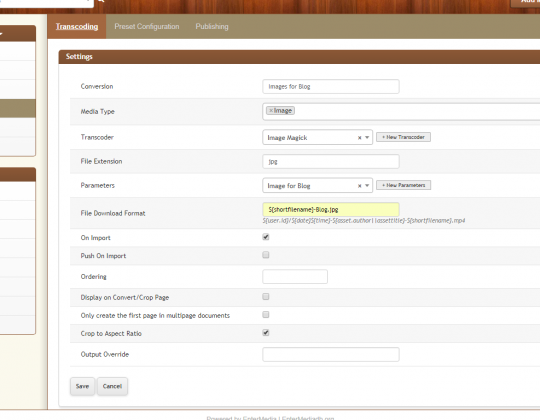 Transcoding Preset Configuration Publishing
Settings
Conversion Images for Blog
Media Type × Image
Transcoder Image Magick × + New Transcoder
File Extension jpg
Parameters Image for Blog × + New Parameters
File Download Format ${shortfilename}-Blog.jpg
${user.id}/${date}${time}-${asset.author||assettitle}-${shortfilename}.mp4
On Import
Push On Import
Ordering
Display on Convert/Crop Page
Only create the first page in multipage documents
Crop to Aspect Ratio
Output Override
Save Cancel
Powered by EnterMedia | EnterMediadb.org